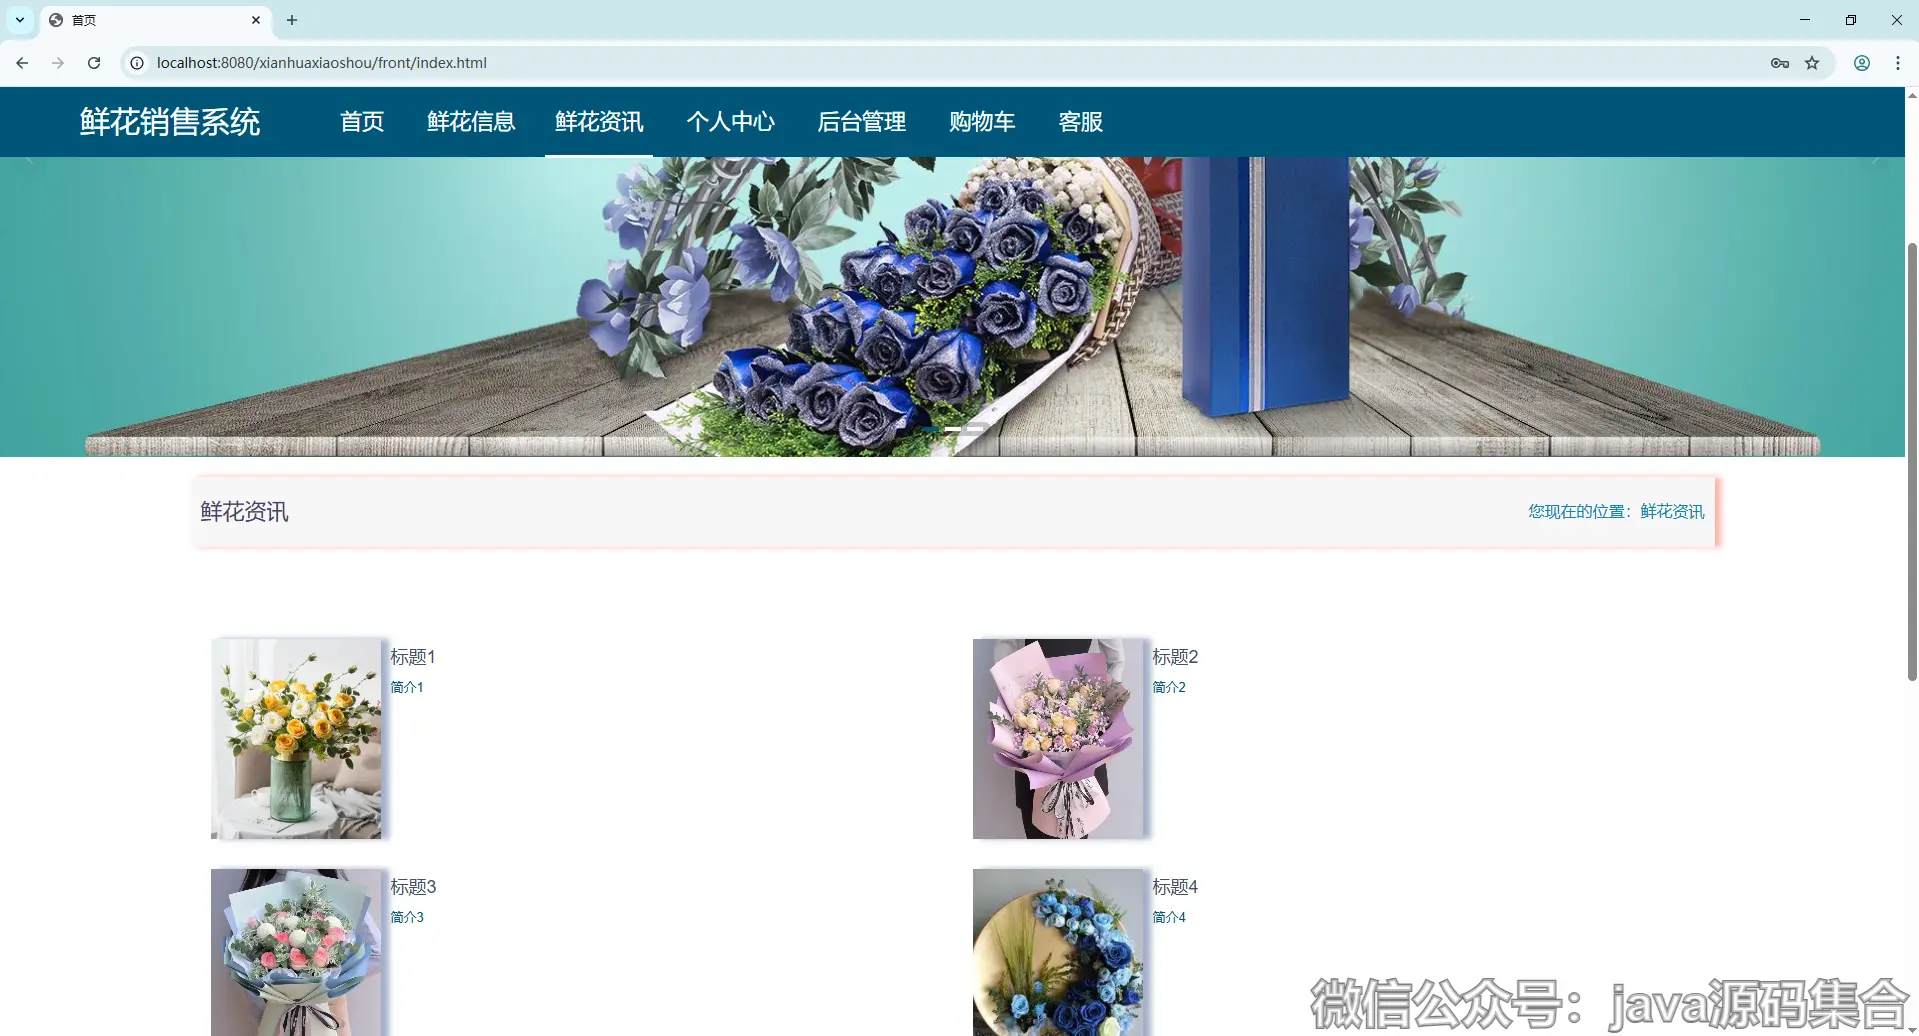 首页
localhost:8080/xianhuaxiaoshou/front/index.html
鲜花销售系统 首页 鲜花信息 鲜花资讯 个人中心 后台管理 购物车 客服
鲜花资讯 您现在的位置：鲜花资讯
标题1
简介1
标题2
简介2
标题3
简介3
标题4
简介4
微信公众号：java源码集合